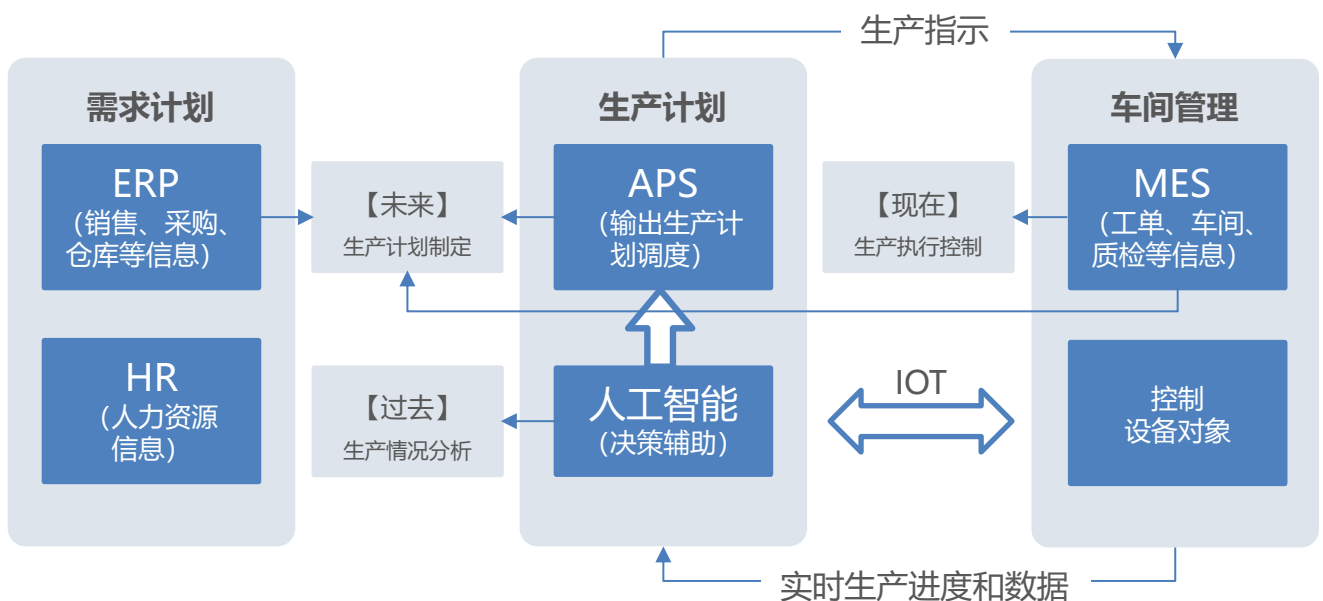 生产指示
需求计划
ERP
（销售、采购、
仓库等信息）
HR
（人力资源
信息）
【未来】
生产计划制定
【过去】
生产情况分析
生产计划
APS
（输出生产计
划调度）
人工智能
（决策辅助）
【现在】
生产执行控制
IOT
车间管理
MES
（工单、车间、
质检等信息）
控制
设备对象
实时生产进度和数据